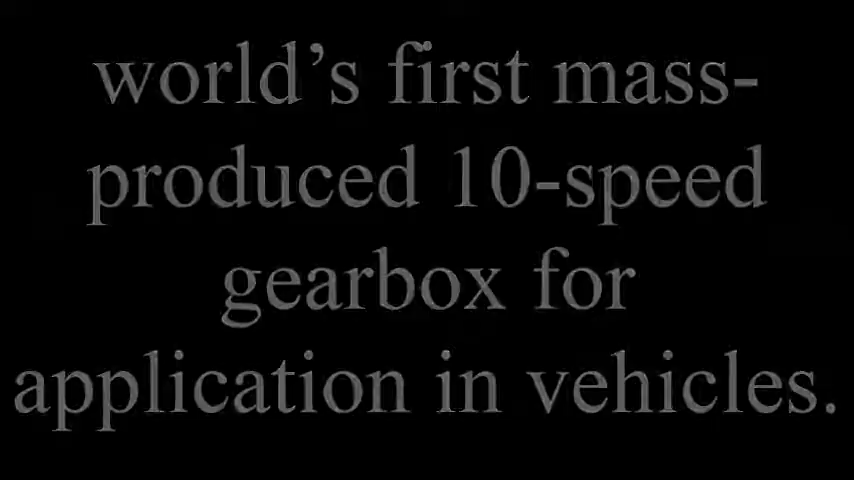 world’s first mass-
produced 10-speed
gearbox for
application in vehicles.